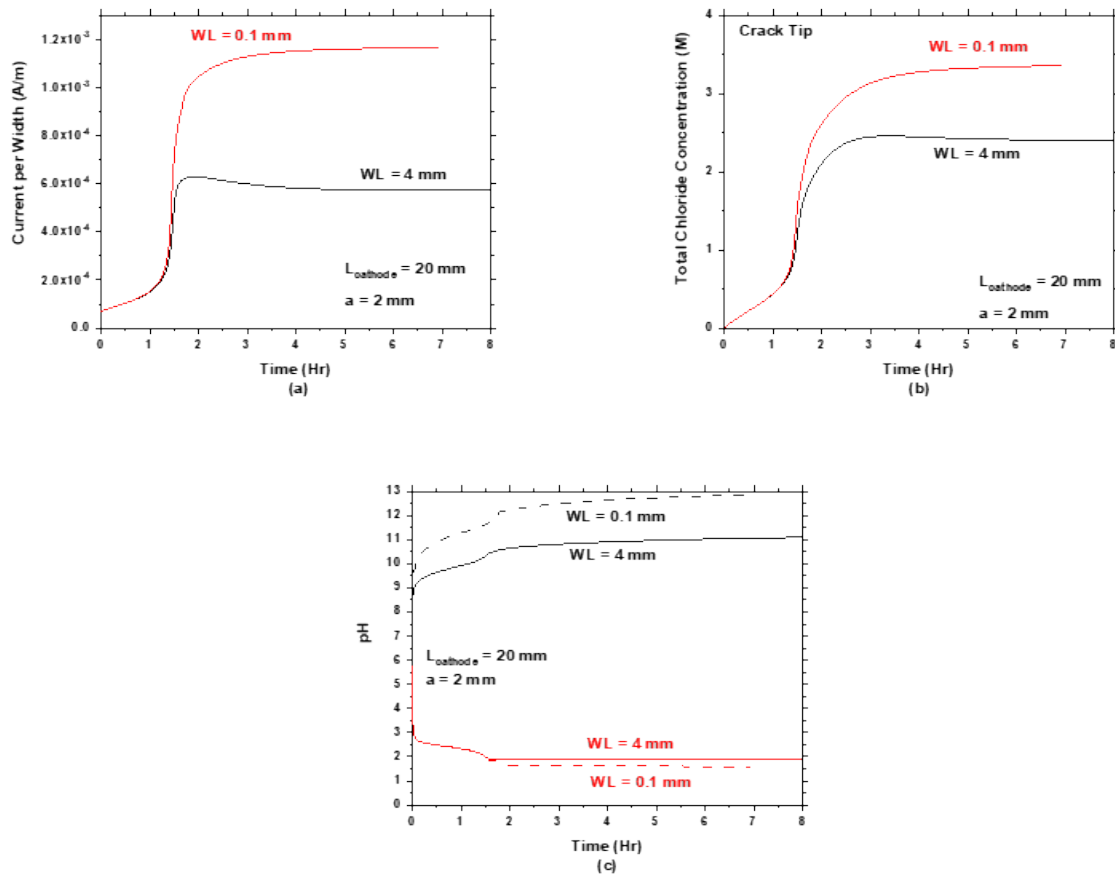 WL = 0.1 mm
1.2x10⁻³
1.0x10⁻³
8.0x10⁻⁴
6.0x10⁻⁴
4.0x10⁻⁴
2.0x10⁻⁴
0.0
Current per Width (A/m)
WL = 4 mm
L_cathode = 20 mm
a = 2 mm
0 1 2 3 4 5 6 7 8
Time (Hr)
(a)
Crack Tip
WL = 0.1 mm
4
3
2
1
0
Total Chloride Concentration (M)
WL = 4 mm
L_cathode = 20 mm
a = 2 mm
0 1 2 3 4 5 6 7 8
Time (Hr)
(b)
13
12
11
10
9
8
7
6
5
4
3
2
1
0
pH
WL = 0.1 mm
WL = 4 mm
L_cathode = 20 mm
a = 2 mm
WL = 4 mm
WL = 0.1 mm
0 1 2 3 4 5 6 7 8
Time (Hr)
(c)